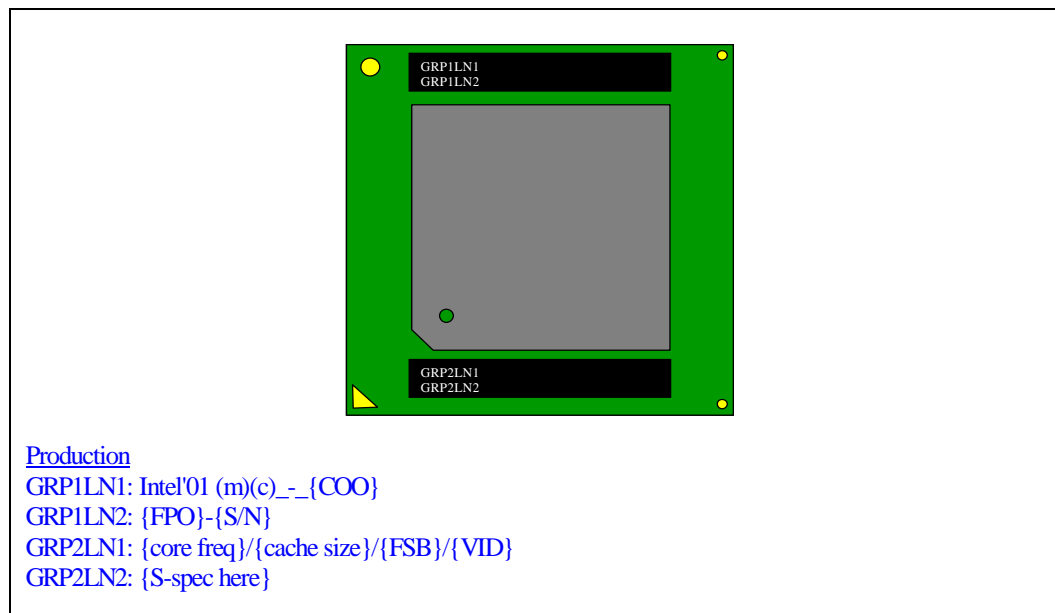 GRP1LN1
GRP1LN2
GRP2LN1
GRP2LN2
Production
GRP1LN1: Intel'01 (m)(c)_-_{COO}
GRP1LN2: {FPO}-{S/N}
GRP2LN1: {core freq}/{cache size}/{FSB}/{VID}
GRP2LN2: {S-spec here}